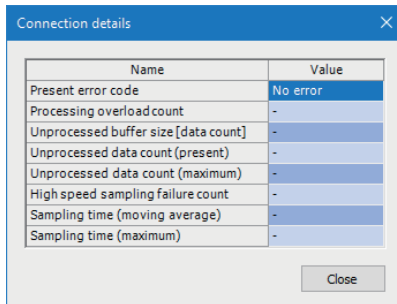 Connection details
Name Value
Present error code No error
Processing overload count -
Unprocessed buffer size [data count] -
Unprocessed data count (present) -
Unprocessed data count (maximum) -
High speed sampling failure count -
Sampling time (moving average) -
Sampling time (maximum) -
Close